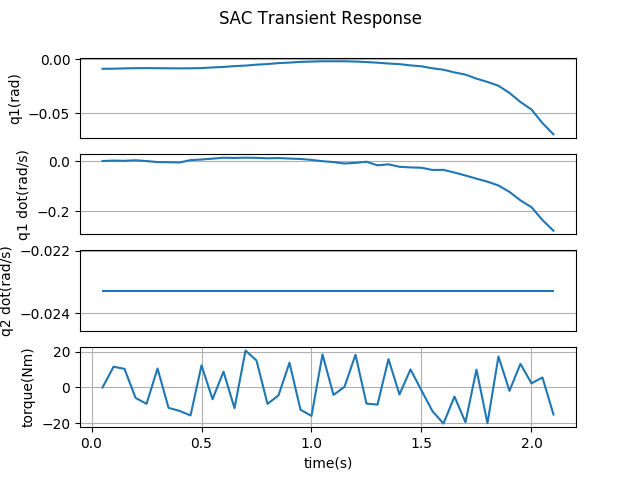 SAC Transient Response
0.00
−0.05
q1(rad)
0.0
−0.2
q1 dot(rad/s)
−0.022
−0.024
q2 dot(rad/s)
20
0
−20
torque(Nm)
0.0 0.5 1.0 1.5 2.0
time(s)